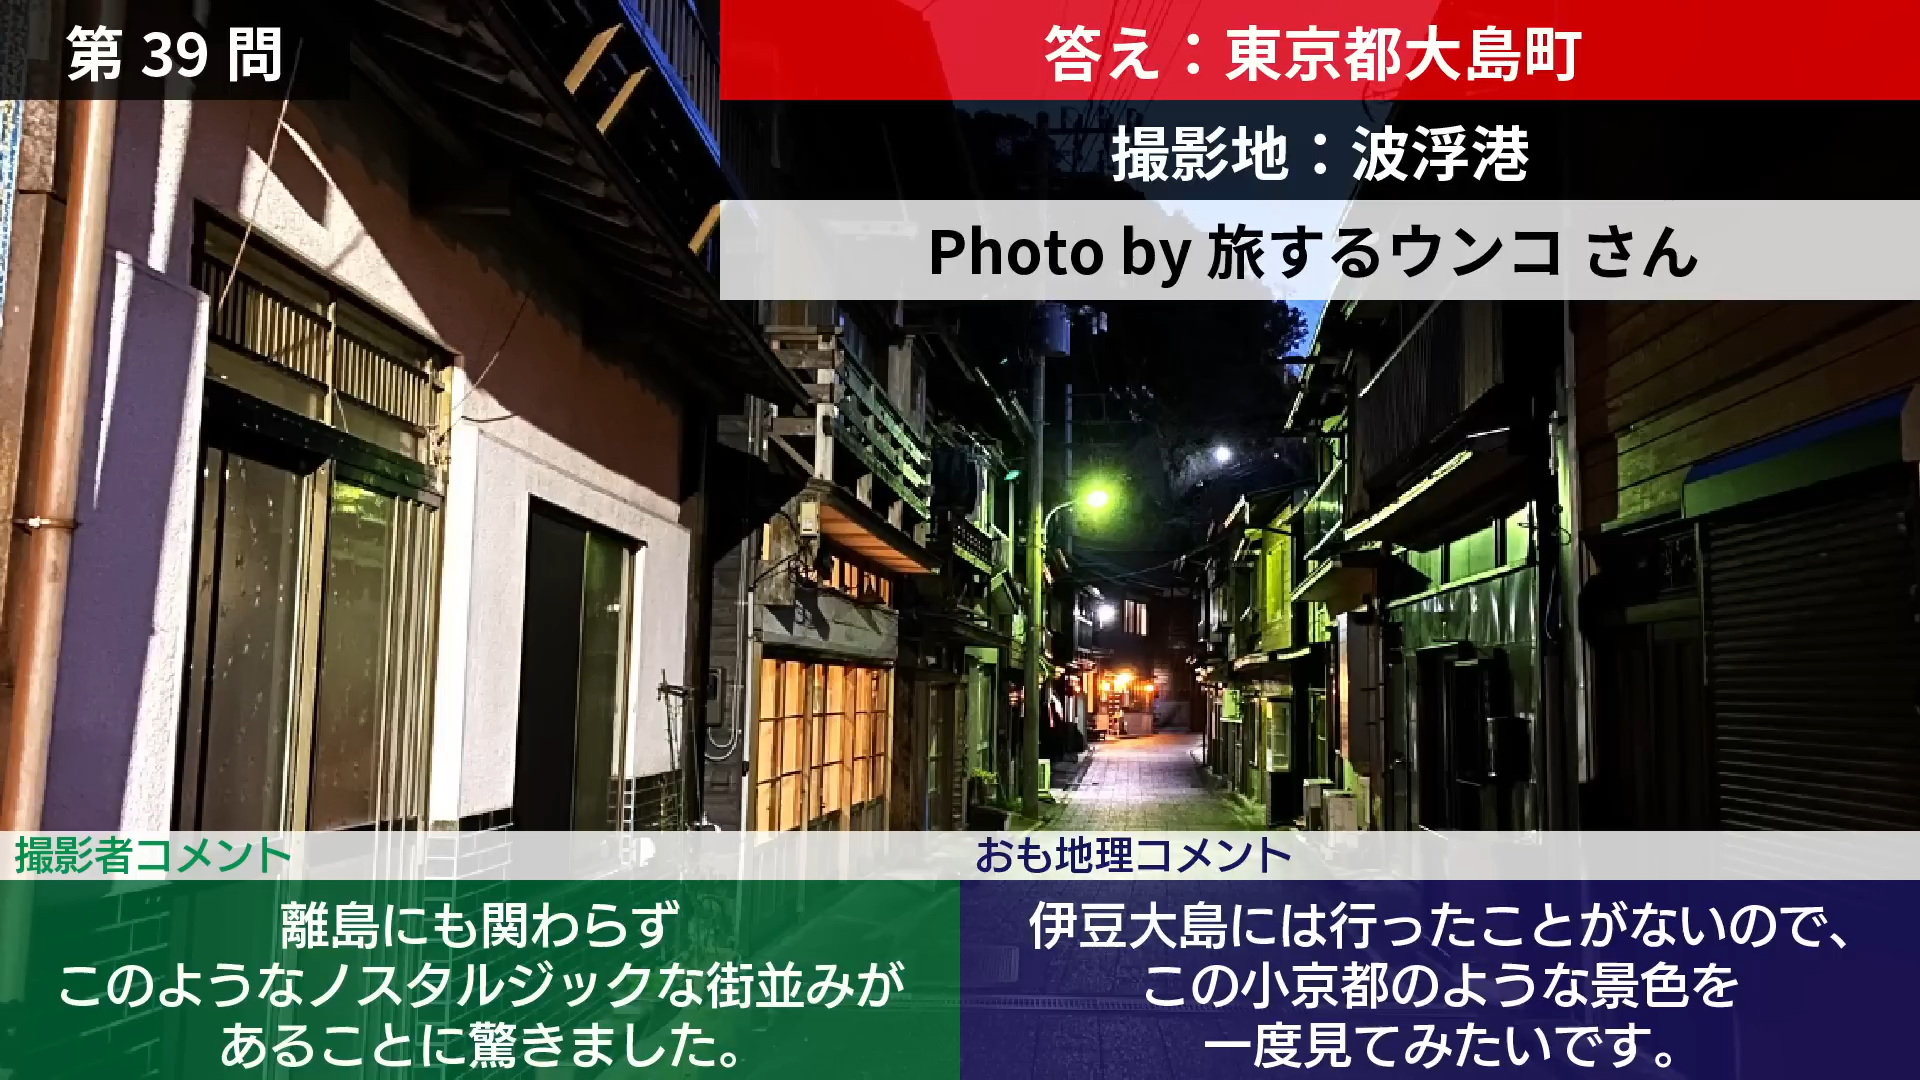 第 39 問
答え：東京都大島町
撮影地：波浮港
Photo by 旅するウンコ さん
撮影者コメント
離島にも関わらず
このようなノスタルジックな街並みが
あることに驚きました。
おも地理コメント
伊豆大島には行ったことがないので、
この小京都のような景色を
一度見てみたいです。